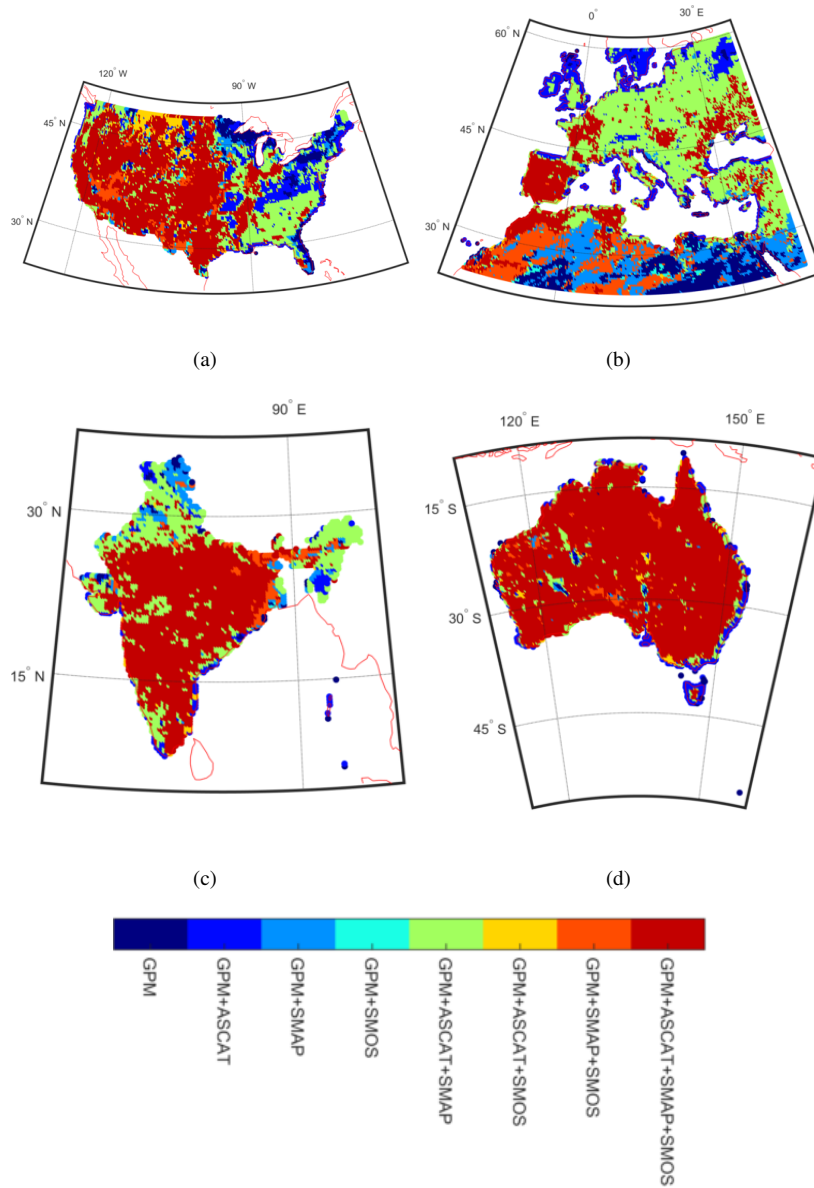 120° W
90° W
45° N
30° N
0°
30° E
60° N
45° N
30° N
(a)
(b)
90° E
30° N
15° N
120° E
150° E
15° S
30° S
45° S
(c)
(d)
GPM
GPM+ASCAT
GPM+SMAP
GPM+SMOS
GPM+ASCAT+SMAP
GPM+ASCAT+SMOS
GPM+SMAP+SMOS
GPM+ASCAT+SMAP+SMOS